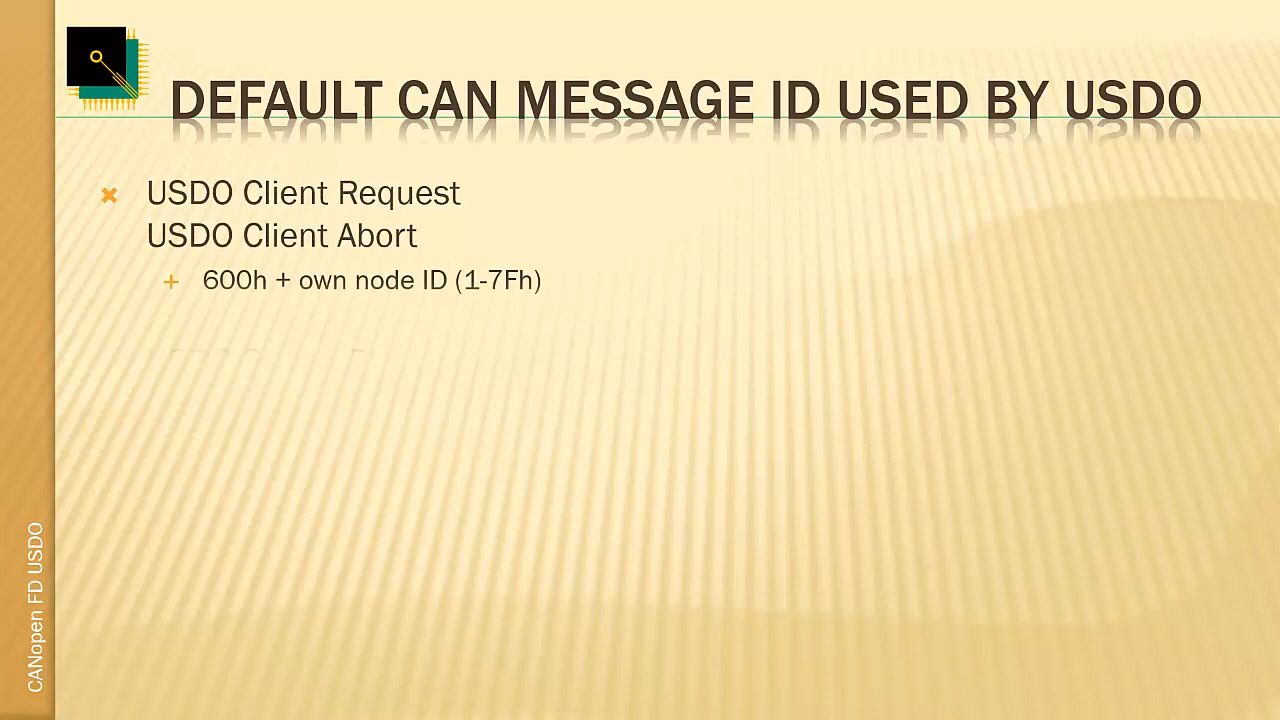 DEFAULT CAN MESSAGE ID USED BY USDO
USDO Client Request
USDO Client Abort
600h + own node ID (1-7Fh)
CANopen FD USDO